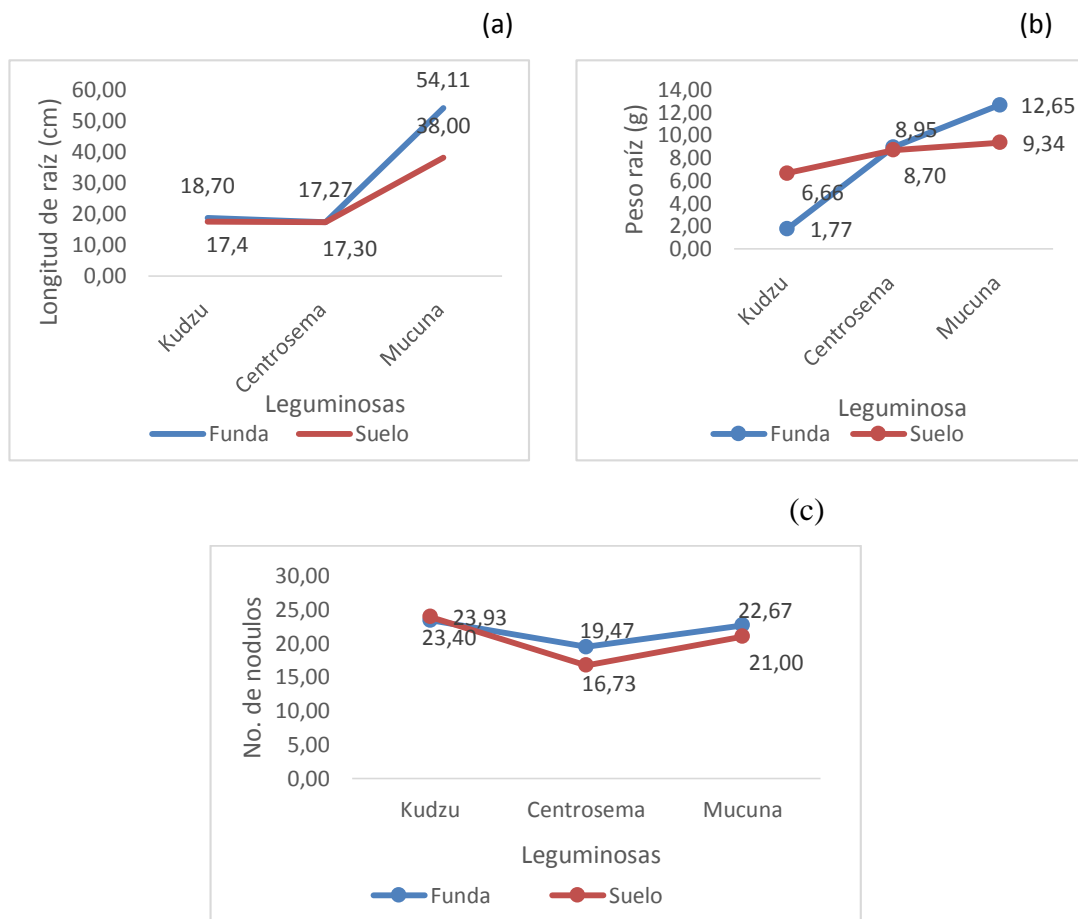 (a)
Longitud de raíz (cm)
60,00
50,00
40,00
30,00
20,00
10,00
0,00
54,11
38,00
18,70
17,27
17,4
17,30
Kudzu
Centrosema
Mucuna
Leguminosas
Funda
Suelo
(b)
Peso raíz (g)
14,00
12,00
10,00
8,00
6,00
4,00
2,00
0,00
12,65
8,95
9,34
8,70
6,66
1,77
Kudzu
Centrosema
Mucuna
Leguminosa
Funda
Suelo
(c)
No. de nodulos
30,00
25,00
20,00
15,00
10,00
5,00
0,00
23,93
23,40
19,47
16,73
22,67
21,00
Kudzu
Centrosema
Mucuna
Leguminosas
Funda
Suelo